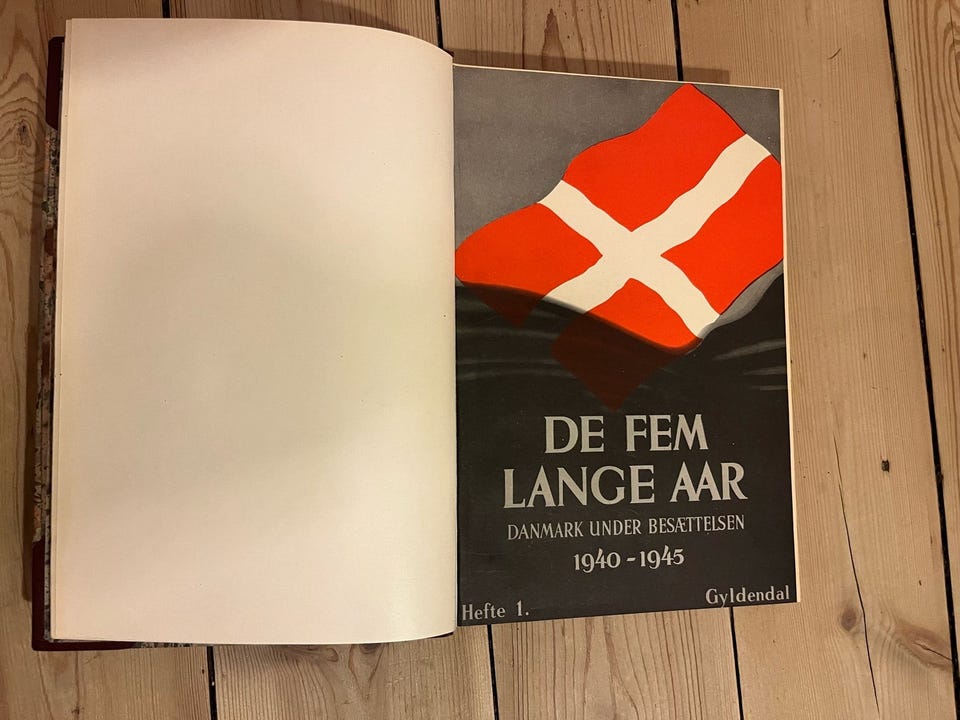 DE FEM
LANGE AAR
DANMARK UNDER BESÆTTELSEN
1940-1945
Hefte 1.
Gyldendal